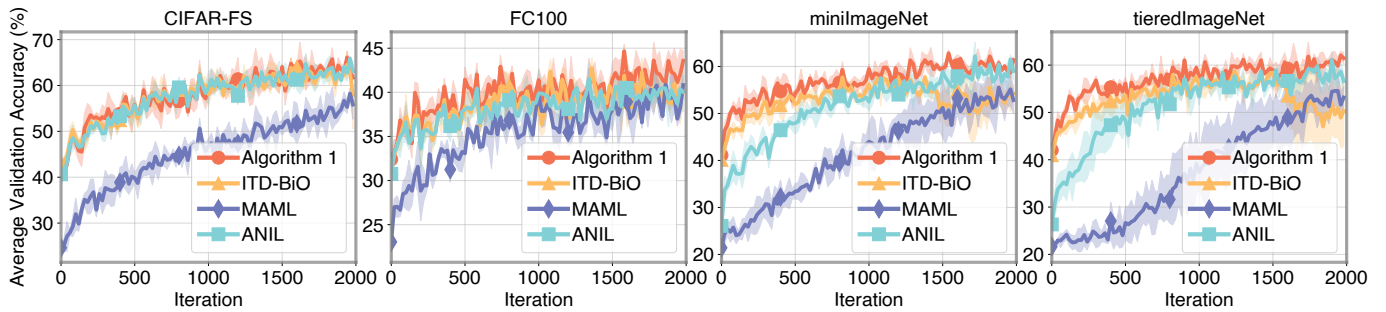 CIFAR-FS
FC100
miniImageNet
tieredImageNet
Average Validation Accuracy (%)
70
60
50
40
30
0 500 1000 1500 2000
Iteration
Algorithm 1
ITD-BiO
MAML
ANIL
45
40
35
30
25
0 500 1000 1500 2000
Iteration
Algorithm 1
ITD-BiO
MAML
ANIL
60
50
40
30
20
0 500 1000 1500 2000
Iteration
Algorithm 1
ITD-BiO
MAML
ANIL
60
50
40
30
20
0 500 1000 1500 2000
Iteration
Algorithm 1
ITD-BiO
MAML
ANIL